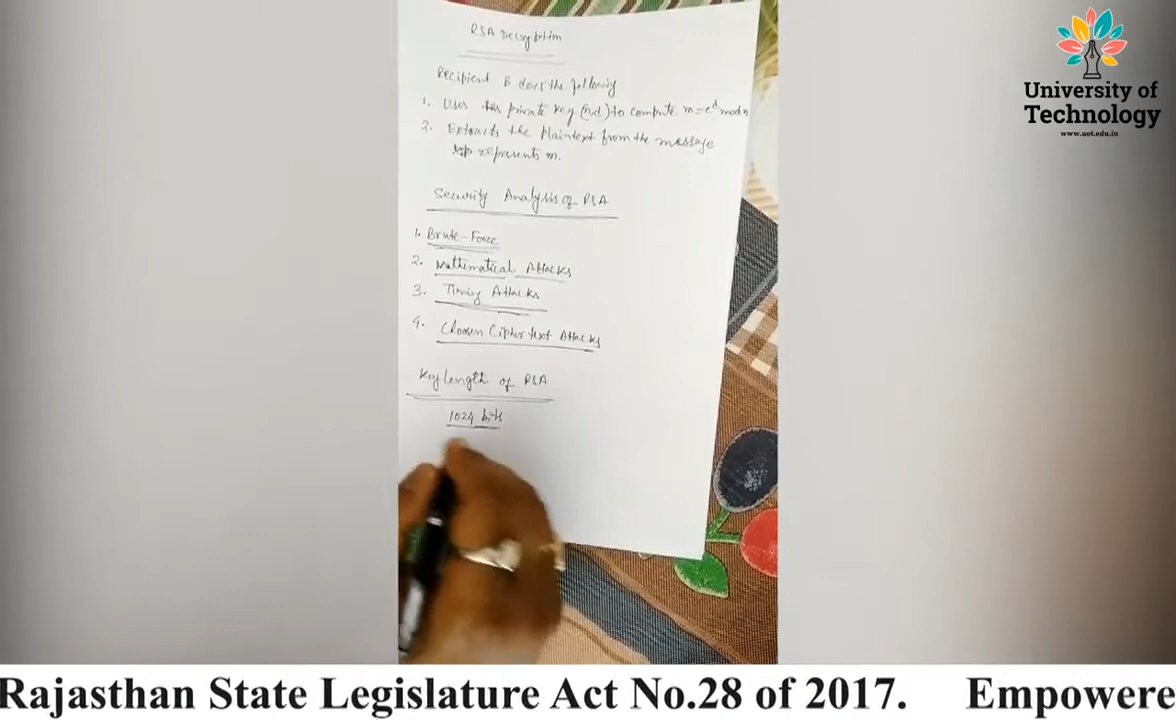 RSA Decryption
Recipient B does the following
1. Uses his private key (n,d) to compute m=c^d mod n
2. Extracts the plaintext from the message
represents m.
Security Analysis of RSA
1. Brute-Force
2. Mathematical Attacks
3. Timing Attacks
4. Choosen Cipher text Attacks
Key length of RSA
1024 bits
University of
Technology
www.uot.edu.in
Rajasthan State Legislature Act No.28 of 2017. Empowere